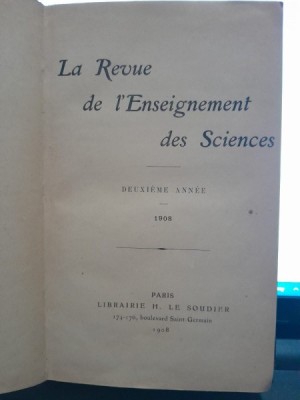 La Revue
de l'Enseignement
des Sciences
DEUXIÈME ANNÉE
1908
PARIS
LIBRAIRIE H. LE SOUDIER
174-176, boulevard Saint-Germain
1908